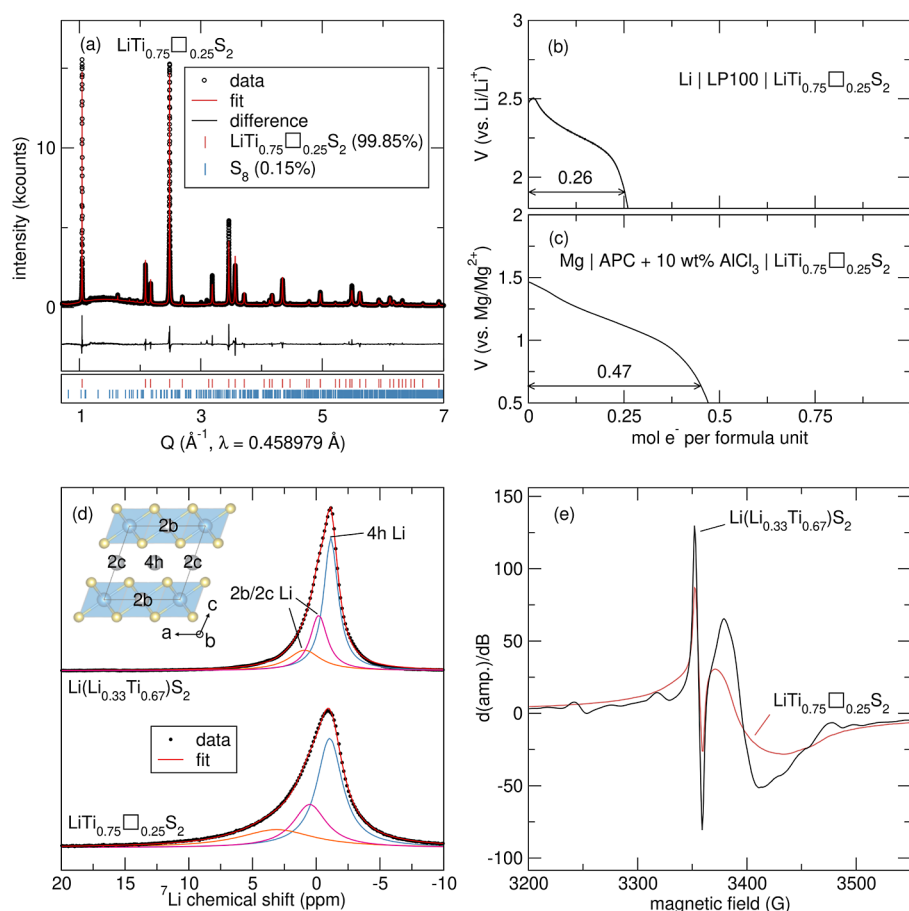 (a) LiTi0.75□0.25S2
data
fit
difference
LiTi0.75□0.25S2 (99.85%)
S8 (0.15%)
intensity (kcounts)
10
0
1 3 5 7
Q (Å-1, λ = 0.458979 Å)
(b)
Li | LP100 | LiTi0.75□0.25S2
V (vs. Li/Li+)
3
2.5
2
0.26
(c)
Mg | APC + 10 wt% AlCl3 | LiTi0.75□0.25S2
V (vs. Mg/Mg2+)
2
1.5
1
0.5
0.47
0 0.25 0.5 0.75
mol e- per formula unit
(d)
2b
2c 4h 2c
2b
a b c
4h Li
2b/2c Li
Li(Li0.33Ti0.67)S2
data
fit
LiTi0.75□0.25S2
20 15 10 5 0 -5 -10
7Li chemical shift (ppm)
(e)
Li(Li0.33Ti0.67)S2
LiTi0.75□0.25S2
d(amp.)/dB
150
100
50
0
-50
-100
3200 3300 3400 3500
magnetic field (G)